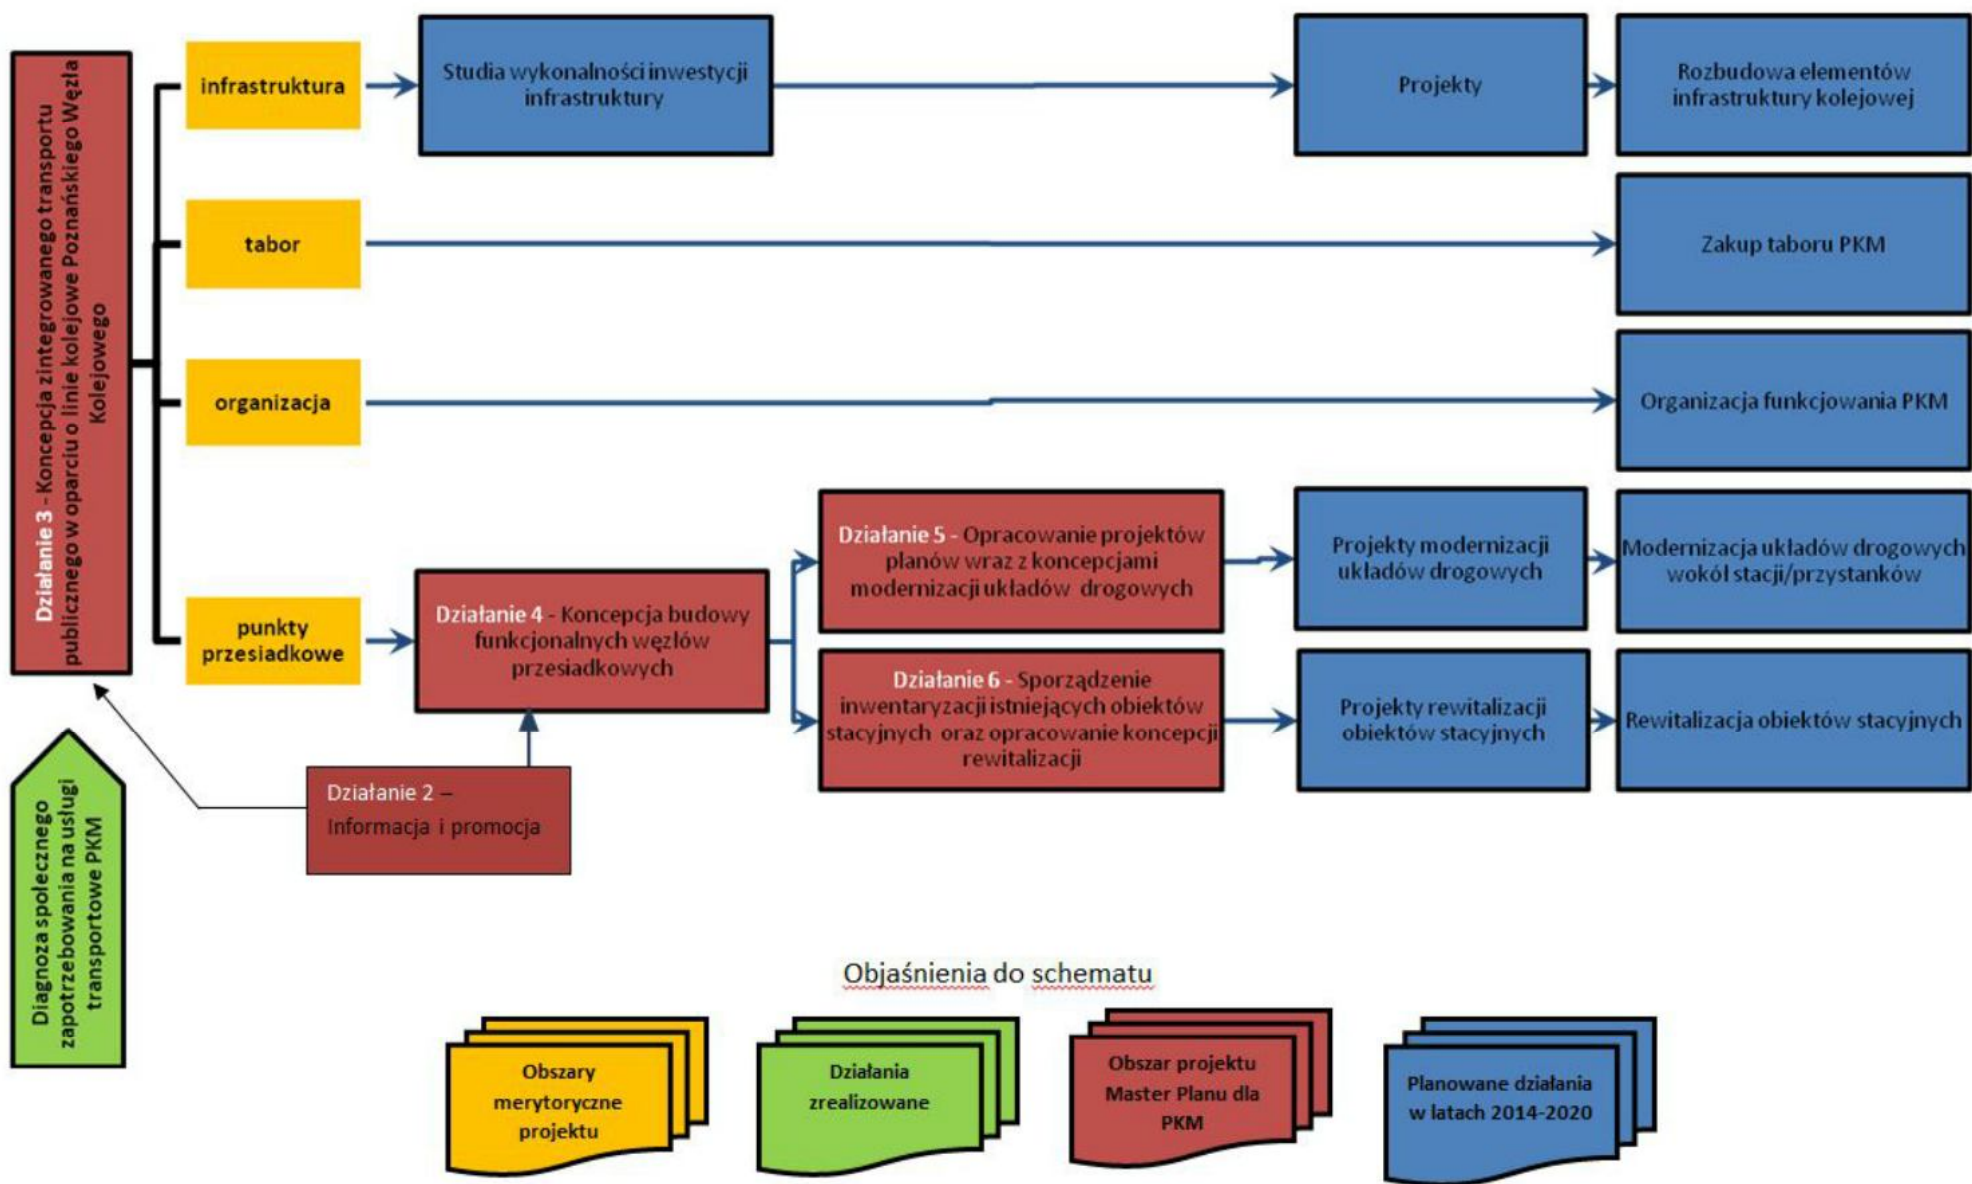 Działanie 3 - Koncepcja zintegrowanego transportu
publicznego w oparciu o linie kolejowe Poznańskiego Węzła
Kolejowego
infrastruktura
Studia wykonalności inwestycji
infrastruktury
Projekty
Rozbudowa elementów
infrastruktury kolejowej
tabor
Zakup taboru PKM
organizacja
Organizacja funkcjowania PKM
punkty
przesiadkowe
Działanie 4 - Koncepcja budowy
funkcjonalnych węzłów
przesiadkowych
Działanie 5 - Opracowanie projektów
planów wraz z koncepcjami
modernizacji układów drogowych
Projekty modernizacji
układów drogowych
Modernizacja układów drogowych
wokół stacji/przystanków
Działanie 6 - Sporządzenie
inwentaryzacji istniejących obiektów
stacyjnych oraz opracowanie koncepcji
rewitalizacji
Projekty rewitalizacji
obiektów stacyjnych
Rewitalizacja obiektów stacyjnych
Działanie 2 –
Informacja i promocja
Diagnoza społecznego
zapotrzebowania na usługi
transportowe PKM
Objaśnienia do schematu
Obszary
merytoryczne
projektu
Działania
zrealizowane
Obszar projektu
Master Planu dla
PKM
Planowane działania
w latach 2014-2020